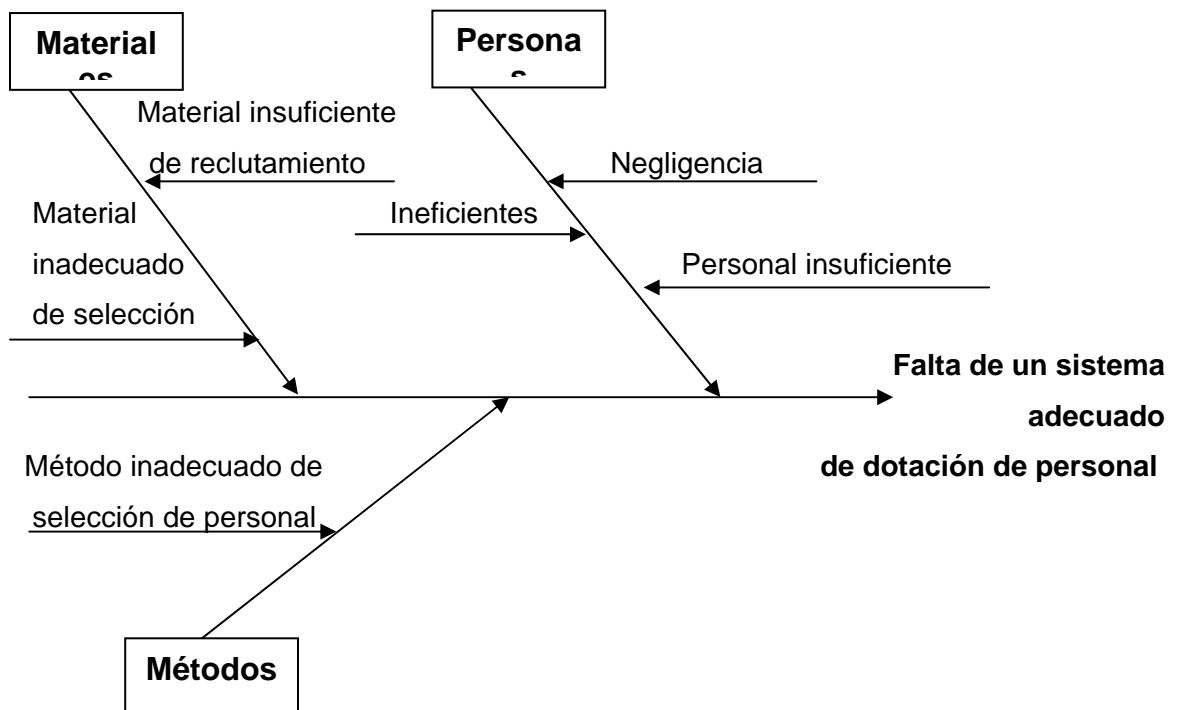 Material
es
Persona
s
Material insuficiente
de reclutamiento
Negligencia
Material
inadecuado
de selección
Ineficientes
Personal insuficiente
Falta de un sistema
adecuado
de dotación de personal
Método inadecuado de
selección de personal
Métodos